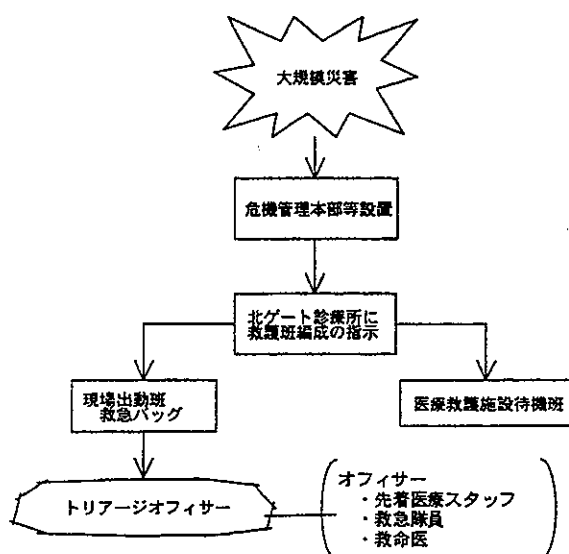 大規模災害
危機管理本部等設置
北ゲート診療所に
救護班編成の指示
現場出動班
救急バッグ
医療救護施設待機班
トリアージオフィサー
オフィサー
・先着医療スタッフ
・救急隊員
・救命医